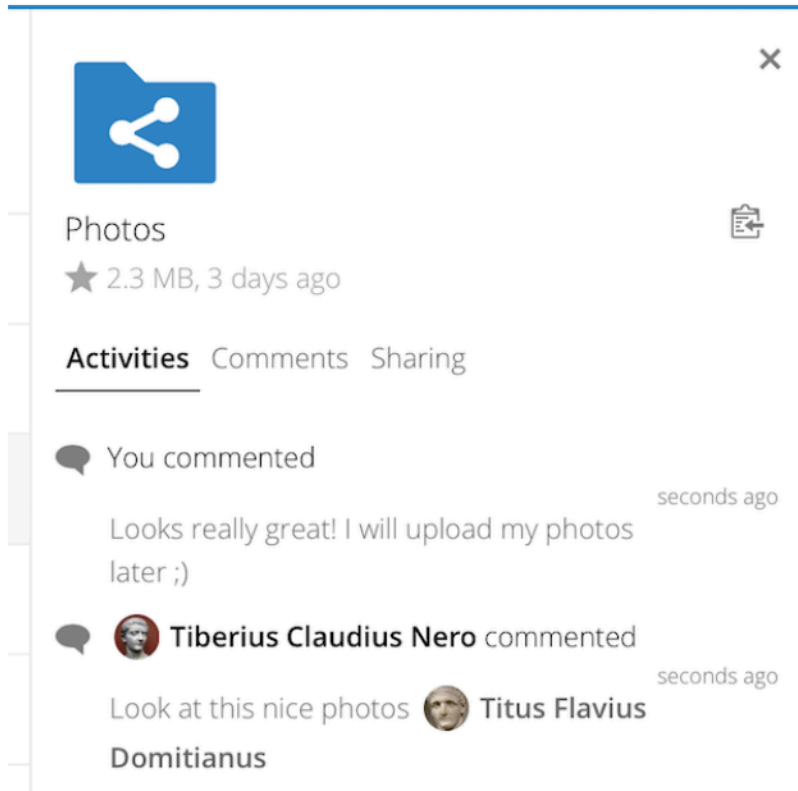 Photos
2.3 MB, 3 days ago
Activities Comments Sharing
You commented
seconds ago
Looks really great! I will upload my photos
later ;)
Tiberius Claudius Nero commented
seconds ago
Look at this nice photos Titus Flavius
Domitianus